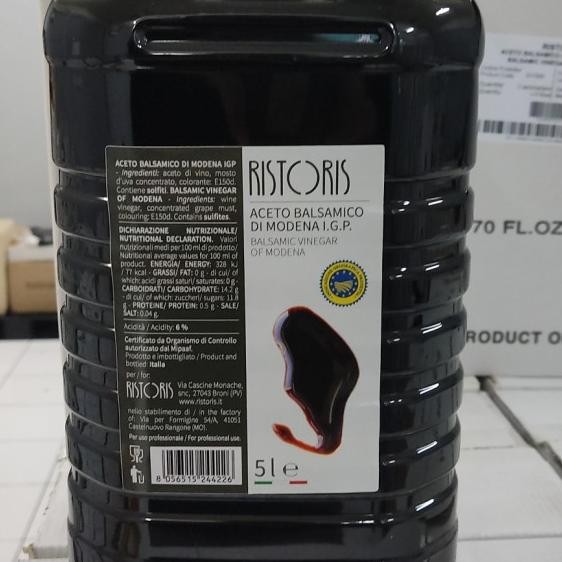 ACETO BALSAMICO DI MODENA IGP
- Ingredienti: aceto di vino, mosto
d'uva concentrato, colorante: E150d.
Contiene solfiti. BALSAMIC VINEGAR
OF MODENA - Ingredients: wine
vinegar, concentrated grape must,
colouring: E150d. Contains sulfites.
DICHIARAZIONE NUTRIZIONALE/
NUTRITIONAL DECLARATION. Valori
nutrizionali medi per 100 ml di prodotto/
Nutritional average values for 100 ml of
product. ENERGIA/ ENERGY: 328 kJ
/ 77 kcal - GRASSI/ FAT: 0 g - di cui/ of
which: acidi grassi saturi/ saturates: 0 g -
CARBOIDRATI/ CARBOHYDRATE: 14.2 g
- di cui/ of which: zuccheri/ sugars: 11.8
g - PROTEINE/ PROTEIN: 0.5 g - SALE/
SALT: 0.04 g.
Acidità / Acidity: 6 %
Certificato da Organismo di Controllo
autorizzato dal Mipaaf.
Prodotto e imbottigliato / Product and
bottled: Italia
per / for:
RISTORIS Via Cascine Monache,
snc, 27043 Broni (PV)
www.ristoris.it
nello stabilimento di / in the factory
of: Via per Formigine 54/A, 41051
Castelnuovo Rangone (MO).
Per uso professionale / For professional use.
8 056515 244226
RISTORIS
ACETO BALSAMICO
DI MODENA I.G.P.
BALSAMIC VINEGAR
OF MODENA
5 l e
ACETO BALSAMICO
BALSAMIC VINEGAR
70 FL.OZ
RODUCT O